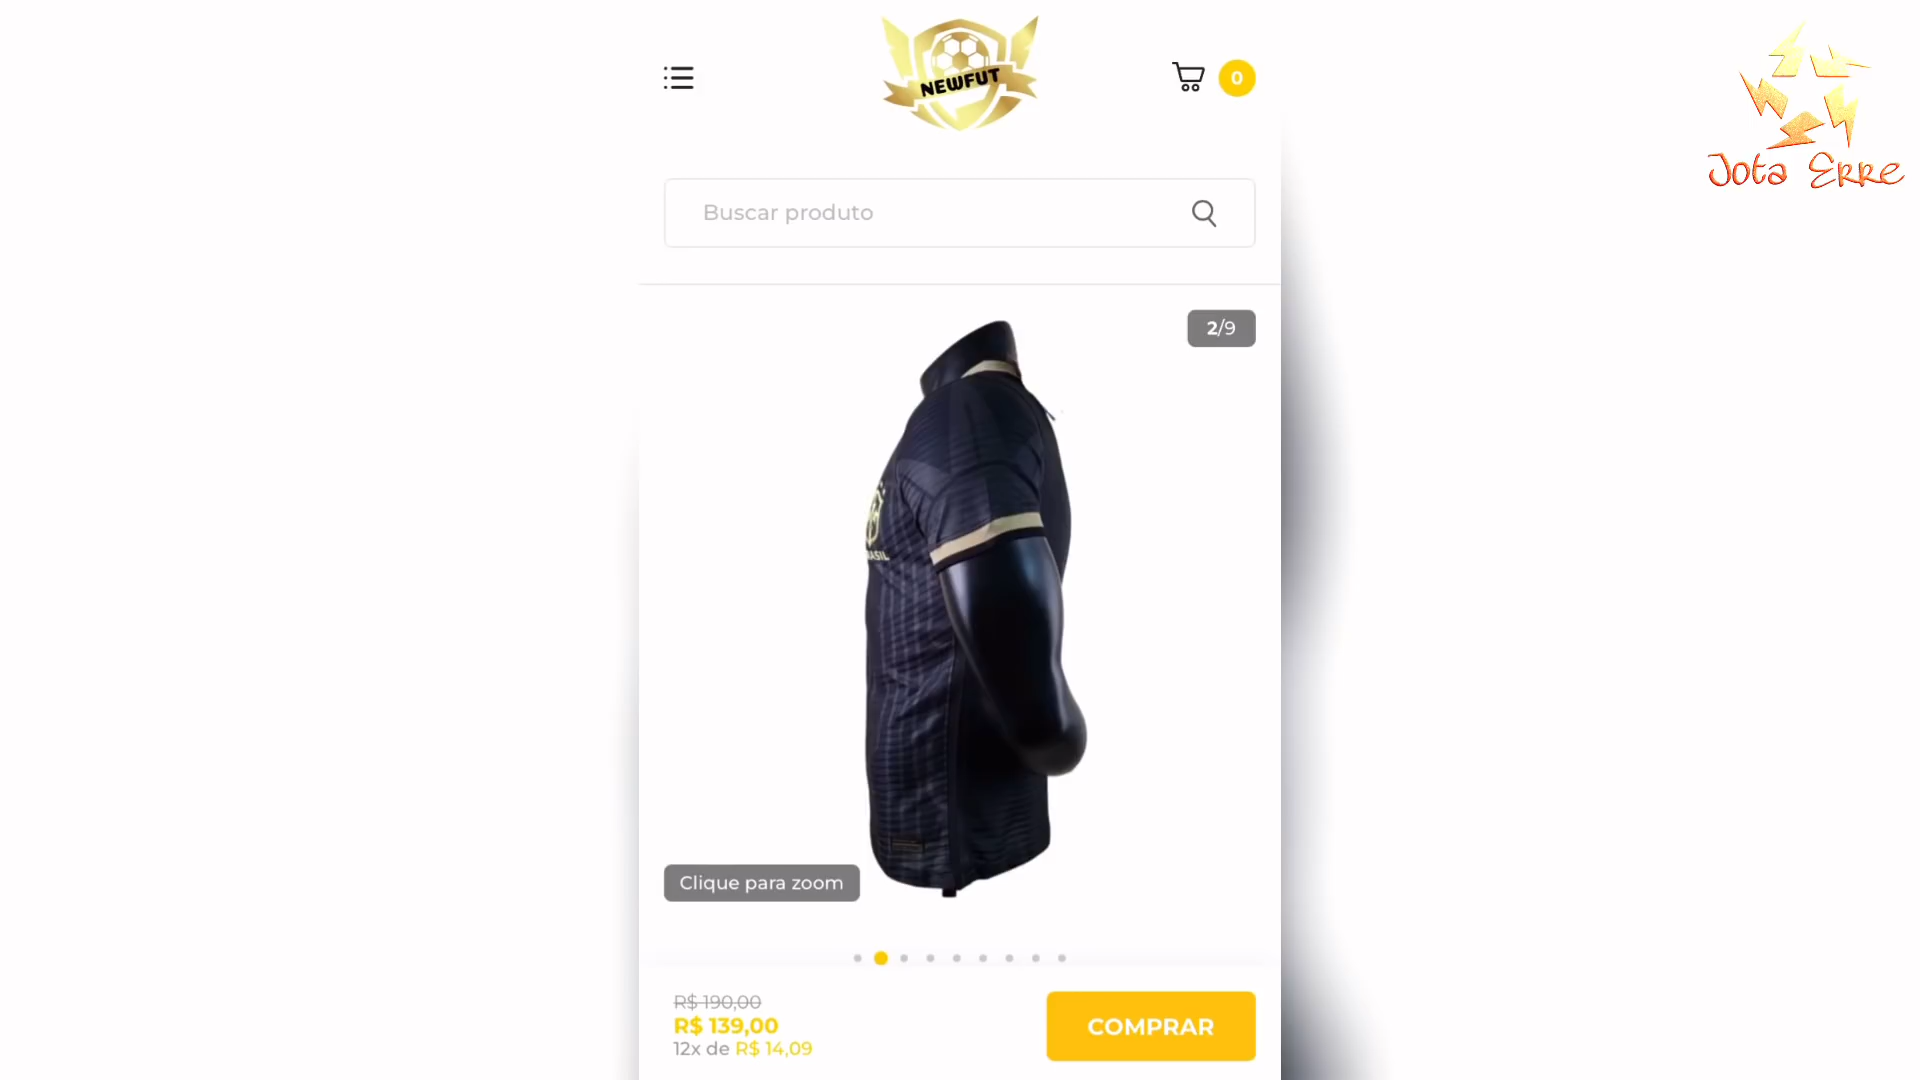 NEWFUT
0
Jota Erre
Buscar produto
2/9
RASIL
Clique para zoom
R$ 190,00
R$ 139,00
12x de R$ 14,09
COMPRAR